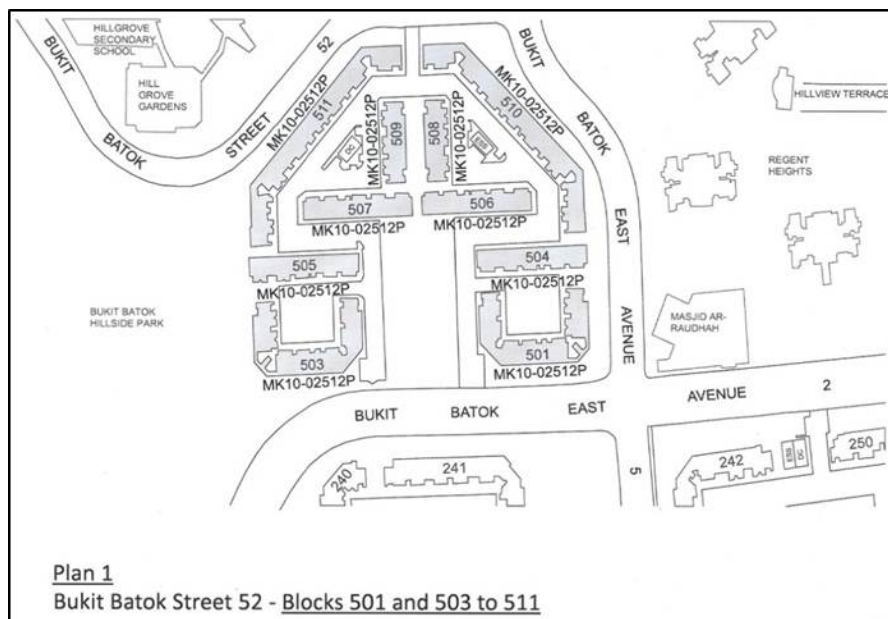 HILLGROVE
SECONDARY
SCHOOL
HILL
GROVE
GARDENS
BUKIT
BATOK
STREET
52
BUKIT
BATOK
EAST
AVENUE
5
HILLVIEW TERRACE
REGENT
HEIGHTS
MK10-02512P
511
MK10-02512P
510
MK10-02512P
509
508
MK10-02512P
DC
ESS
507
MK10-02512P
506
MK10-02512P
505
MK10-02512P
504
MK10-02512P
BUKIT BATOK
HILLSIDE PARK
MASJID AR-
RAUDHAH
503
MK10-02512P
501
MK10-02512P
BUKIT BATOK EAST AVENUE 2
240
241
242
ESS
DC
250
Plan 1
Bukit Batok Street 52 - Blocks 501 and 503 to 511